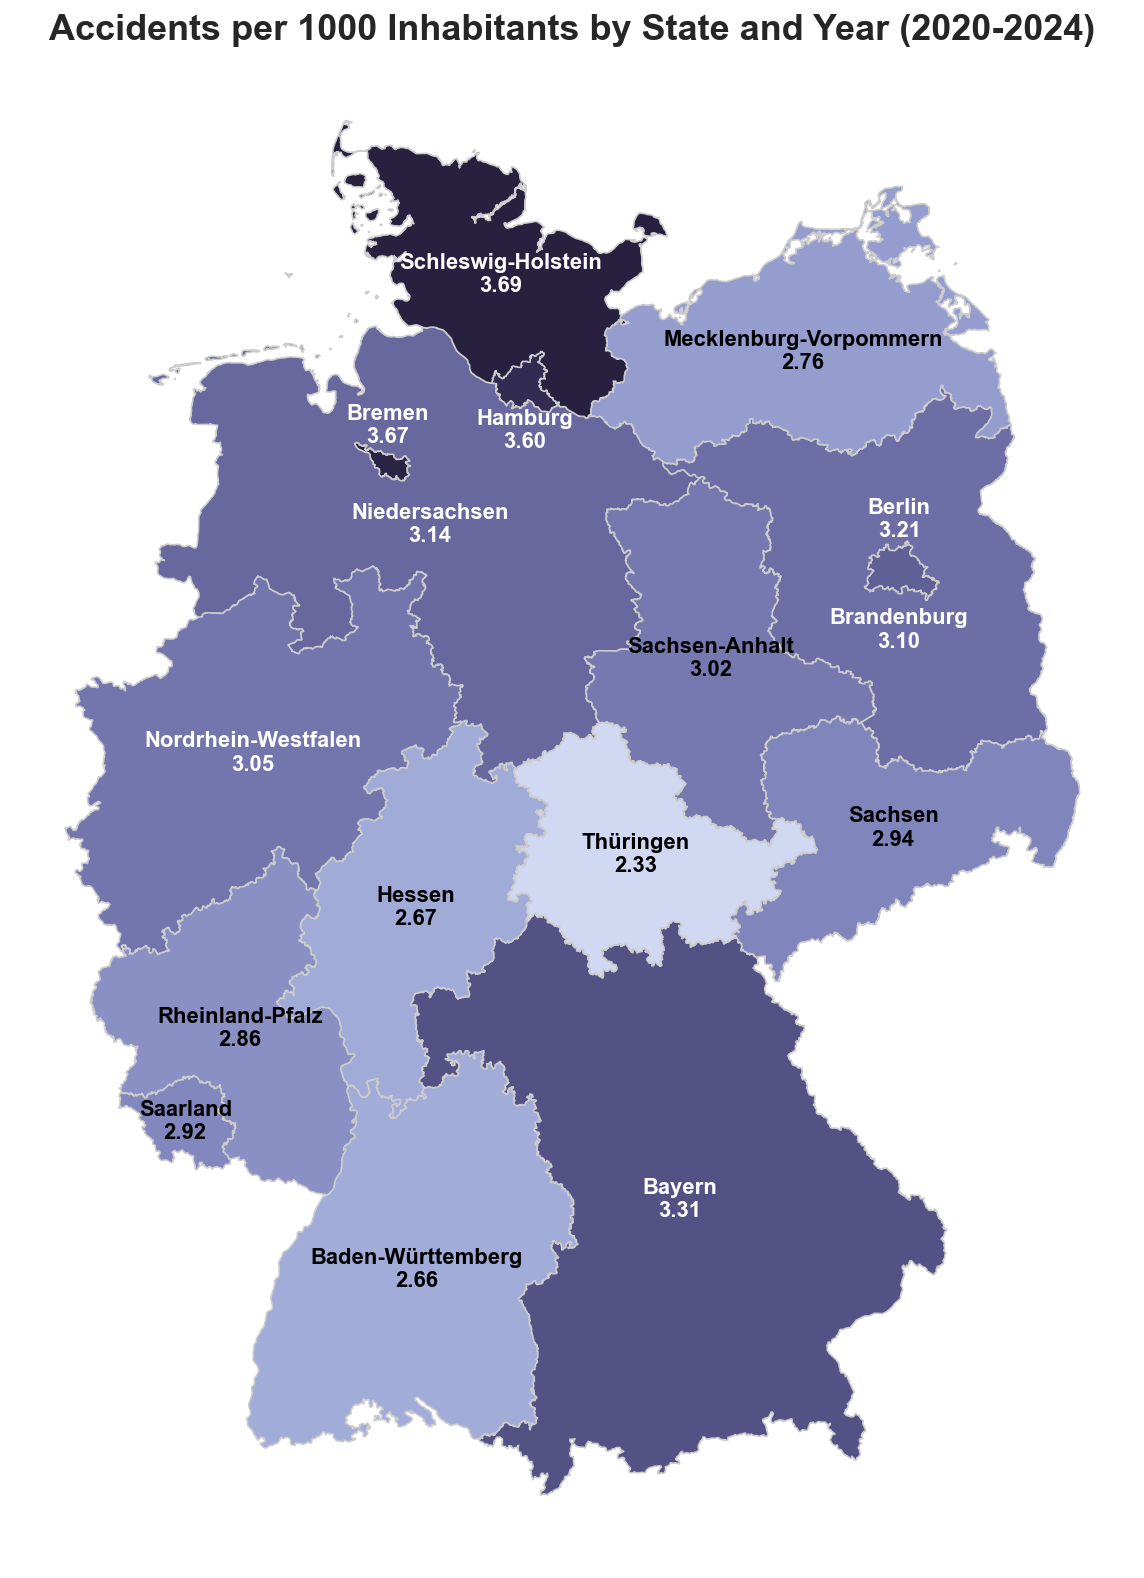 Accidents per 1000 Inhabitants by State and Year (2020-2024)
Schleswig-Holstein
3.69
Mecklenburg-Vorpommern
2.76
Bremen
3.67
Hamburg
3.60
Niedersachsen
3.14
Berlin
3.21
Brandenburg
3.10
Sachsen-Anhalt
3.02
Nordrhein-Westfalen
3.05
Sachsen
2.94
Thüringen
2.33
Hessen
2.67
Rheinland-Pfalz
2.86
Saarland
2.92
Bayern
3.31
Baden-Württemberg
2.66